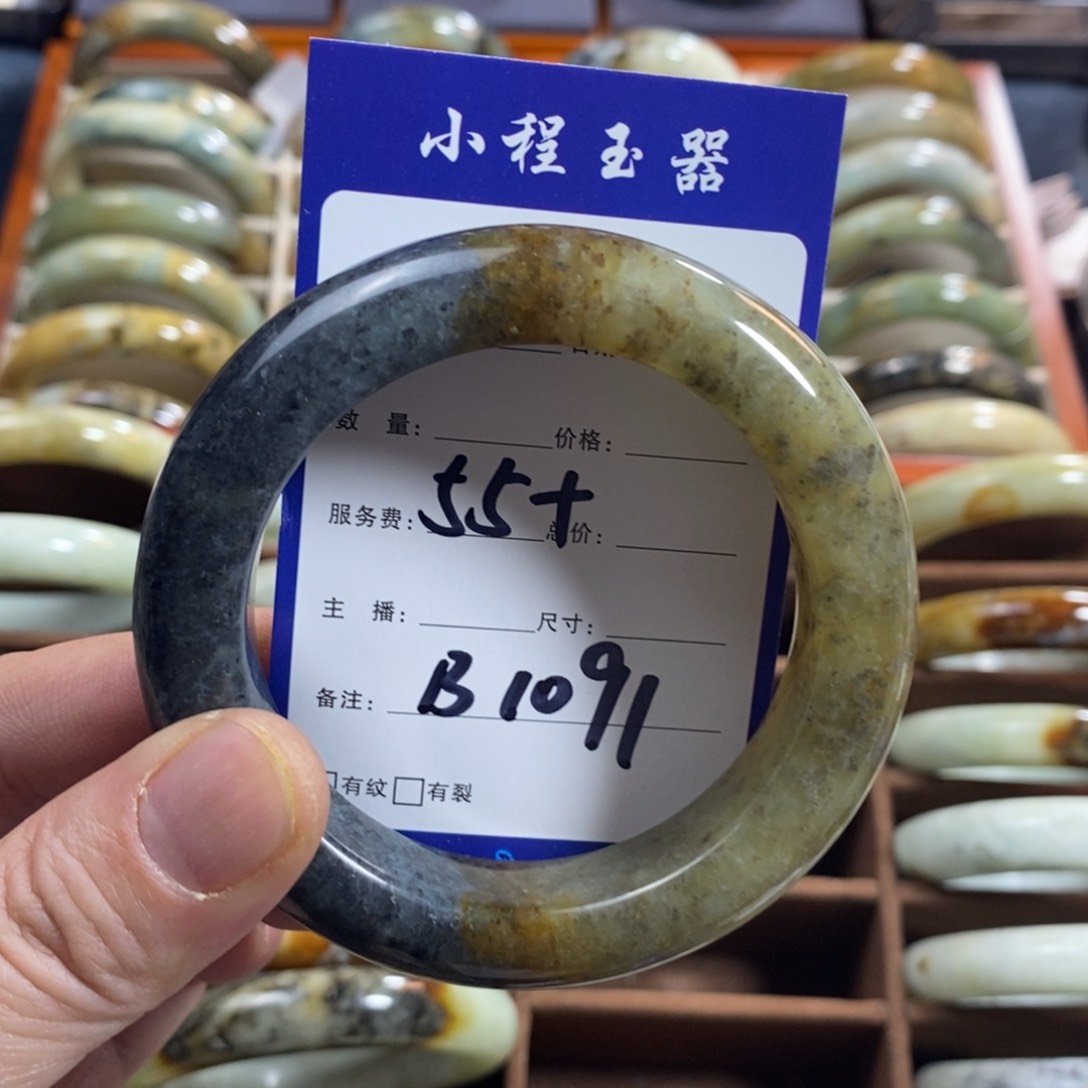 小程玉器
数 量: 价格:
55+
服务费: 总价:
主 播: 尺寸:
备注: B1091
有纹 □有裂